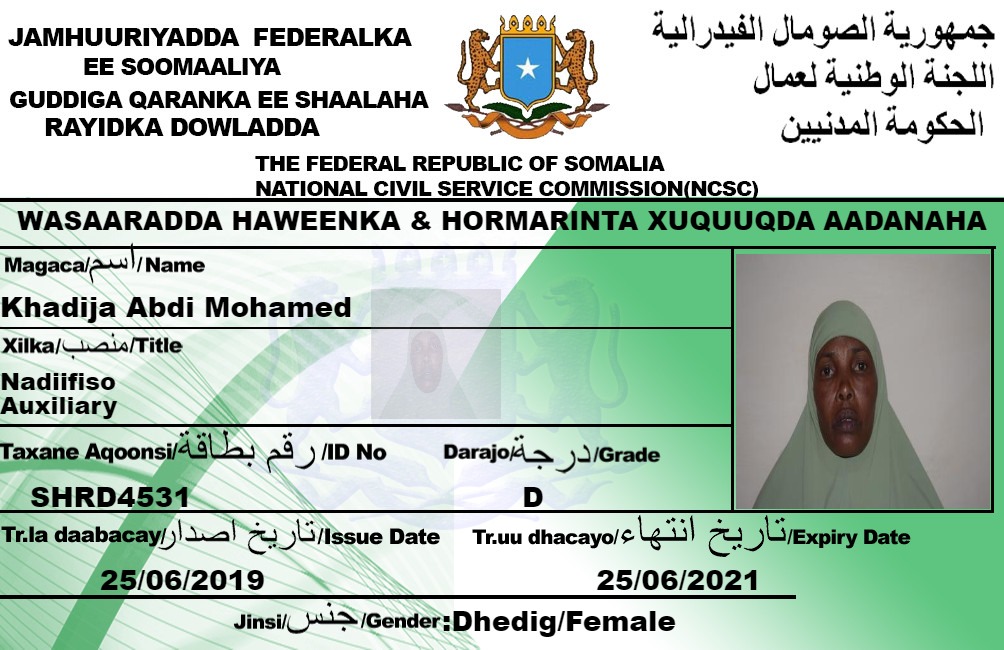 JAMHUURIYADDA FEDERALKA
EE SOOMAALIYA
GUDDIGA QARANKA EE SHAALAHA
RAYIDKA DOWLADDA
جمهورية الصومال الفيدرالية
اللجنة الوطنية لعمال
الحكومة المدنيين
THE FEDERAL REPUBLIC OF SOMALIA
NATIONAL CIVIL SERVICE COMMISSION(NCSC)
WASAARADDA HAWEENKA & HORMARINTA XUQUUQDA AADANAHA
Magaca/اسم/Name
Khadija Abdi Mohamed
Xilka/منصب/Title
Nadiifiso
Auxiliary
Taxane Aqoonsi/رقم بطاقة/ID No
Darajo/درجة/Grade
SHRD4531
D
Tr.la daabacay/تاريخ اصدار/Issue Date
Tr.uu dhacayo/تاريخ انتهاء/Expiry Date
25/06/2019
25/06/2021
Jinsi/جنس/Gender:Dhedig/Female